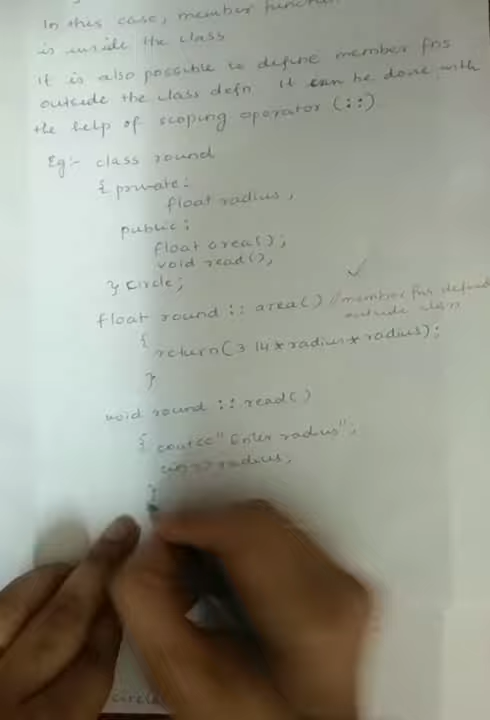 In this case, member
is inside the class
It is also possible to define member fns
outside the class defn It can be done with
the help of scoping operator (::)
Eg:- class round
{ private:
float radius;
public:
float area();
void read();
} circle;
float round :: area() //member fns defined
outside class
{
return(3.14*radius*radius);
}
void round :: read()
{ cout<<"Enter radius";
cin>>radius;
}